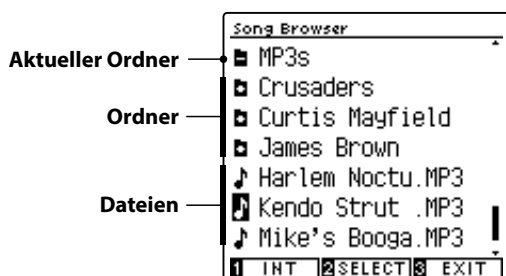 Song Browser
Aktueller Ordner
MP3s
Crusaders
Ordner
Curtis Mayfield
James Brown
Harlem Noctu.MP3
Dateien
Kendo Strut .MP3
Mike's Booga.MP3
1 INT 2 SELECT 3 EXIT